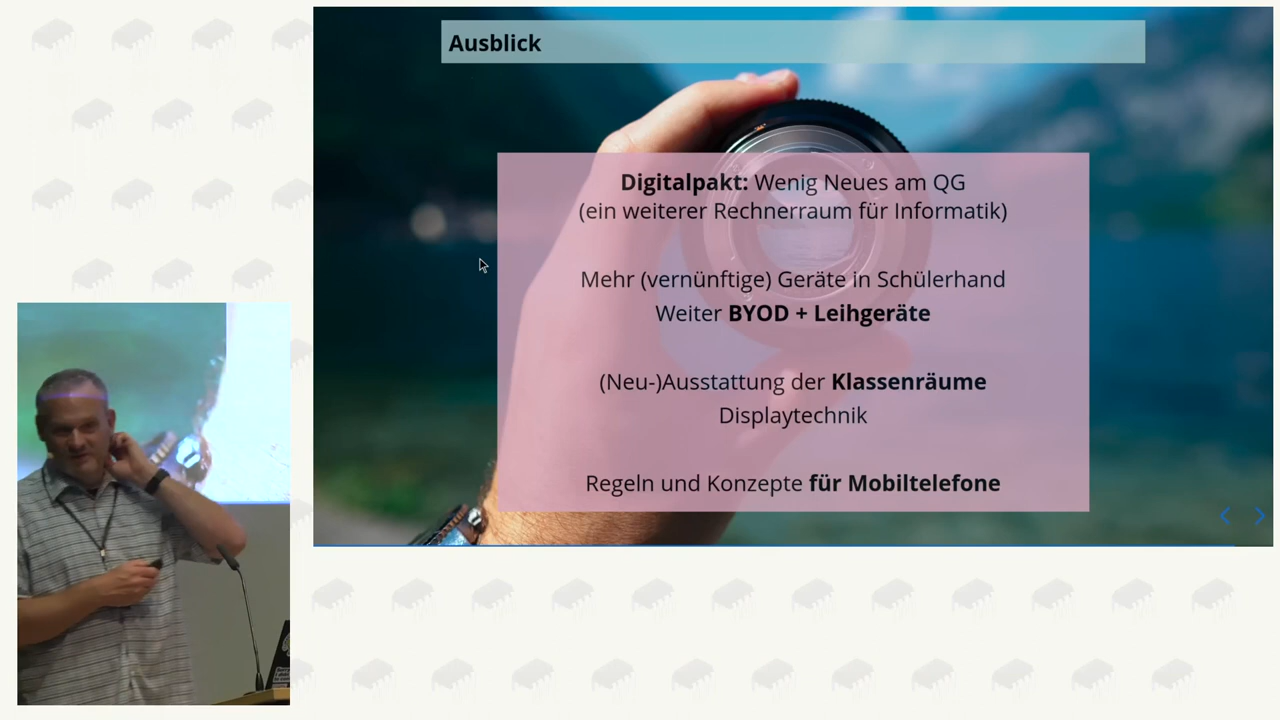 Ausblick
Digitalpakt: Wenig Neues am QG
(ein weiterer Rechnerraum für Informatik)
Mehr (vernünftige) Geräte in Schülerhand
Weiter BYOD + Leihgeräte
(Neu-)Ausstattung der Klassenräume
Displaytechnik
Regeln und Konzepte für Mobiltelefone